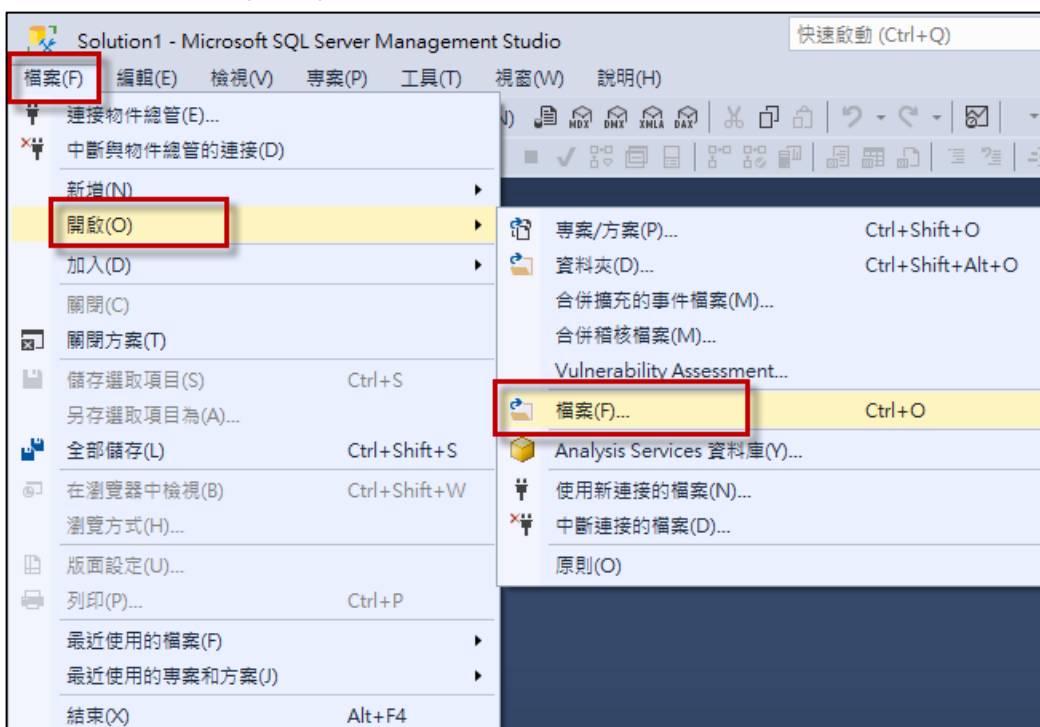 Solution1 - Microsoft SQL Server Management Studio
快速啟動 (Ctrl+Q)
檔案(F) 編輯(E) 檢視(V) 專案(P) 工具(T) 視窗(W) 說明(H)
MDX DMX XMLA DAX
連接物件總管(E)...
中斷與物件總管的連接(D)
新增(N)
開啟(O)
加入(D)
關閉(C)
關閉方案(T)
儲存選取項目(S) Ctrl+S
另存選取項目為(A)...
全部儲存(L) Ctrl+Shift+S
在瀏覽器中檢視(B) Ctrl+Shift+W
瀏覽方式(H)...
版面設定(U)...
列印(P)... Ctrl+P
最近使用的檔案(F)
最近使用的專案和方案(J)
結束(X) Alt+F4
專案/方案(P)... Ctrl+Shift+O
資料夾(D)... Ctrl+Shift+Alt+O
合併擴充的事件檔案(M)...
合併稽核檔案(M)...
Vulnerability Assessment...
檔案(F)... Ctrl+O
Analysis Services 資料庫(Y)...
使用新連接的檔案(N)...
中斷連接的檔案(D)...
原則(O)